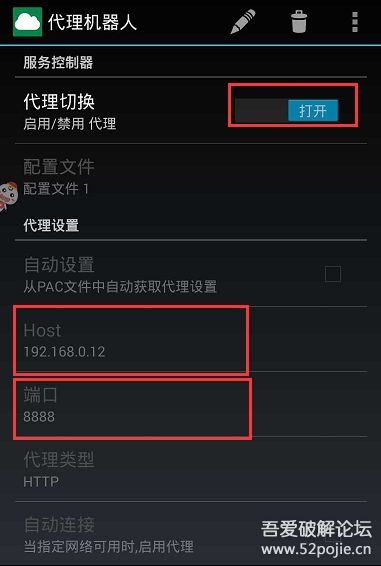 代理机器人
服务控制器
代理切换
启用/禁用 代理
打开
配置文件
配置文件 1
代理设置
自动设置
从PAC文件中自动获取代理设置
Host
192.168.0.12
端口
8888
代理类型
HTTP
自动连接
当指定网络可用时,启用代理
吾爱破解论坛
www.52pojie.cn